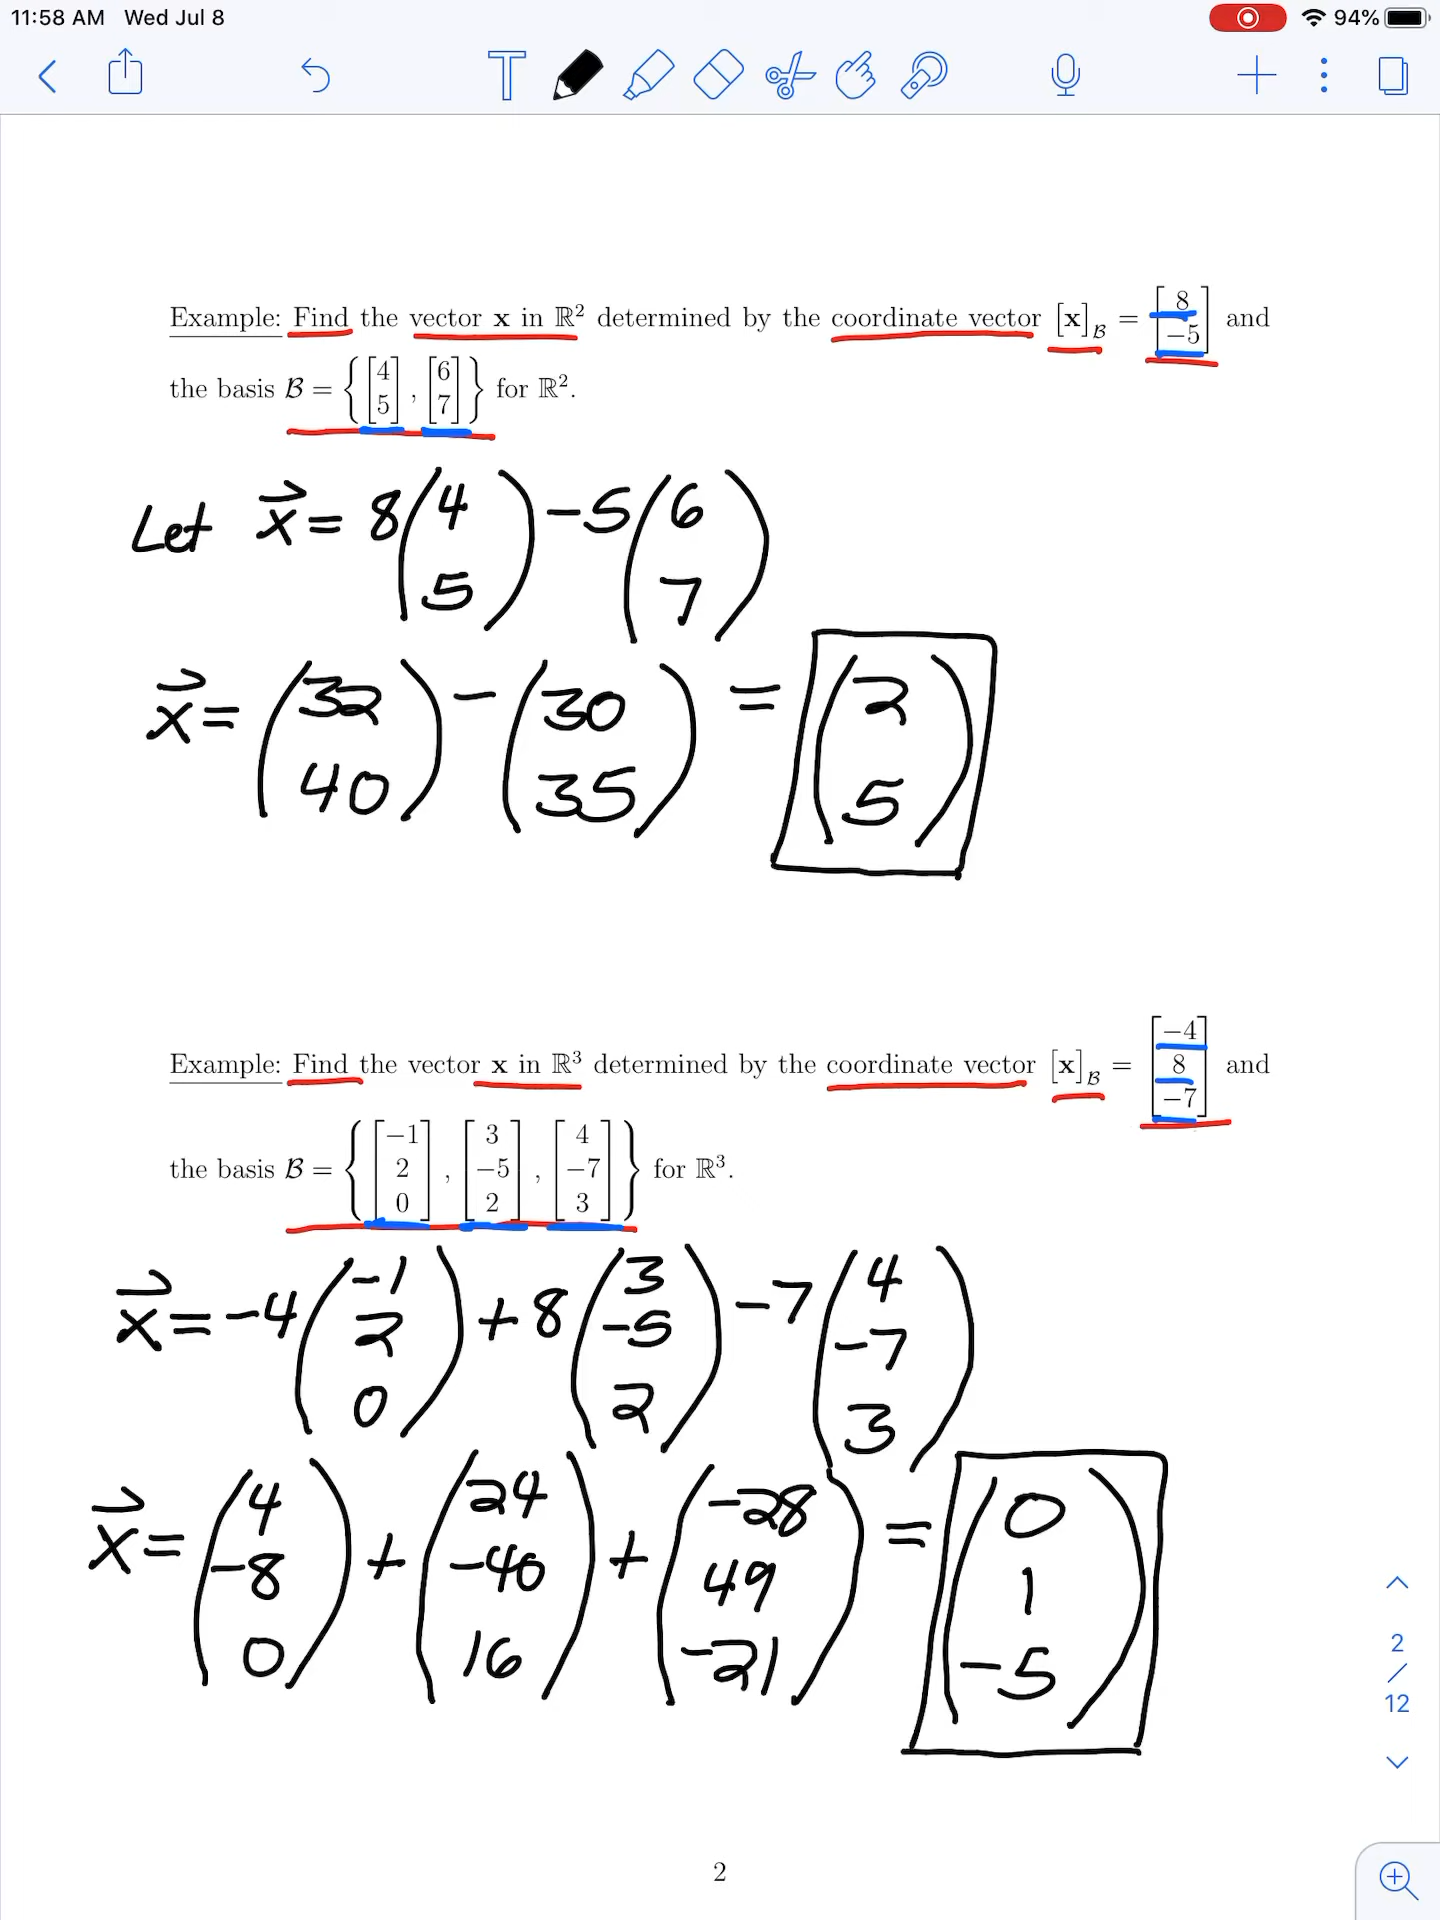 11:58 AM Wed Jul 8 94%
Example: Find the vector x in ℝ² determined by the coordinate vector [x]_ℬ = [8 −5] and
the basis ℬ = {[4 5], [6 7]} for ℝ².
Let x⃗ = 8(4 5) − 5(6 7)
x⃗ = (32 40) − (30 35) = (2 5)
Example: Find the vector x in ℝ³ determined by the coordinate vector [x]_ℬ = [−4 8 −7] and
the basis ℬ = {[−1 2 0], [3 −5 2], [4 −7 3]} for ℝ³.
x⃗ = −4(−1 2 0) + 8(3 −5 2) − 7(4 −7 3)
x⃗ = (4 −8 0) + (24 −40 16) + (−28 49 −21) = (0 1 −5)
2
/
12
2